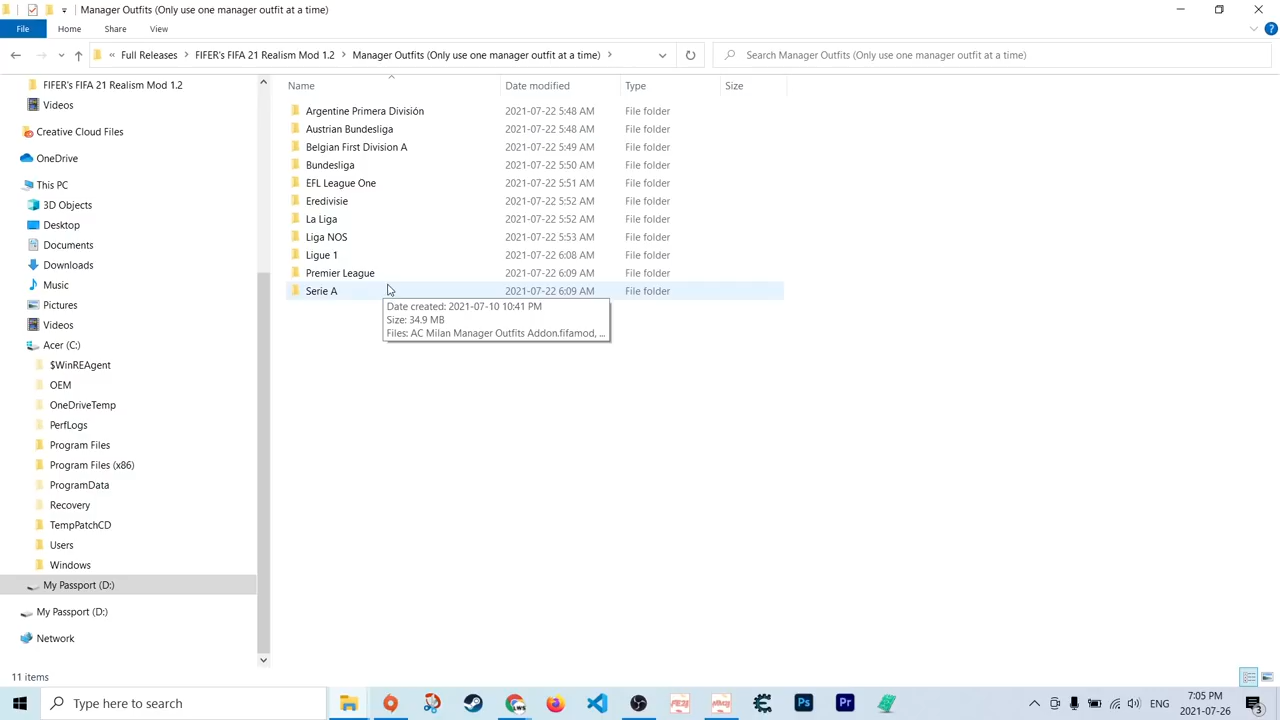 Manager Outfits (Only use one manager outfit at a time)
File Home Share View
« Full Releases > FIFER's FIFA 21 Realism Mod 1.2 > Manager Outfits (Only use one manager outfit at a time) >
Search Manager Outfits (Only use one manager outfit at a time)
FIFER's FIFA 21 Realism Mod 1.2
Videos
Creative Cloud Files
OneDrive
This PC
3D Objects
Desktop
Documents
Downloads
Music
Pictures
Videos
Acer (C:)
$WinREAgent
OEM
OneDriveTemp
PerfLogs
Program Files
Program Files (x86)
ProgramData
Recovery
TempPatchCD
Users
Windows
My Passport (D:)
My Passport (D:)
Network
Name Date modified Type Size
Argentine Primera División 2021-07-22 5:48 AM File folder
Austrian Bundesliga 2021-07-22 5:48 AM File folder
Belgian First Division A 2021-07-22 5:49 AM File folder
Bundesliga 2021-07-22 5:50 AM File folder
EFL League One 2021-07-22 5:51 AM File folder
Eredivisie 2021-07-22 5:52 AM File folder
La Liga 2021-07-22 5:52 AM File folder
Liga NOS 2021-07-22 5:53 AM File folder
Ligue 1 2021-07-22 6:08 AM File folder
Premier League 2021-07-22 6:09 AM File folder
Serie A 2021-07-22 6:09 AM File folder
Date created: 2021-07-10 10:41 PM
Size: 34.9 MB
Files: AC Milan Manager Outfits Addon.fifamod, ...
11 items
Type here to search
Ps
Pr
ENG
7:05 PM
2021-07-26
3